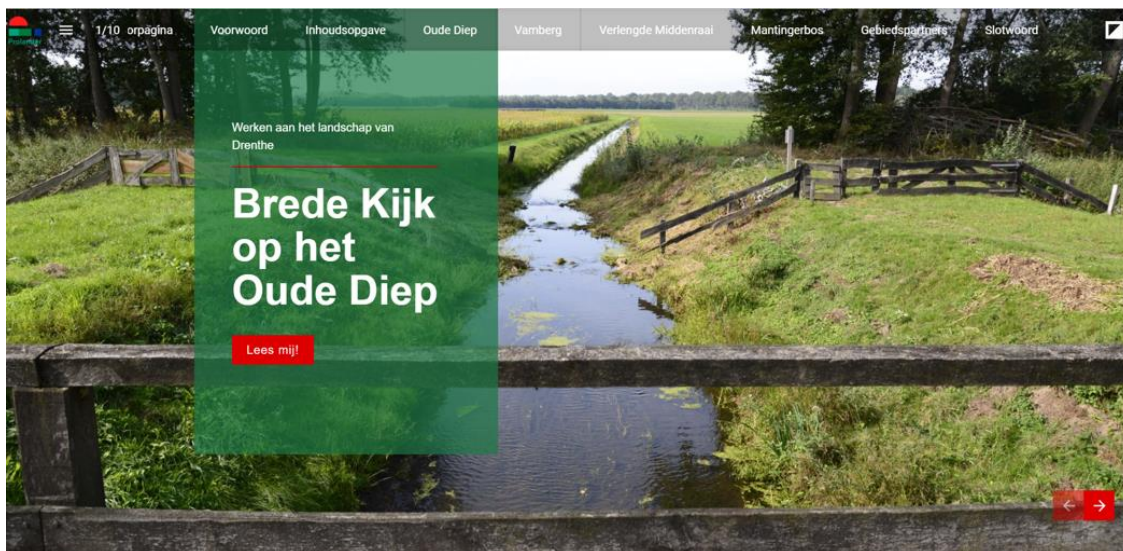 1/10 orpagina Voorwoord Inhoudsopgave Oude Diep Vamberg Verlengde Middenraai Mantingerbos Gebiedspartners Slotwoord
Werken aan het landschap van
Drenthe
Brede Kijk
op het
Oude Diep
Lees mij!